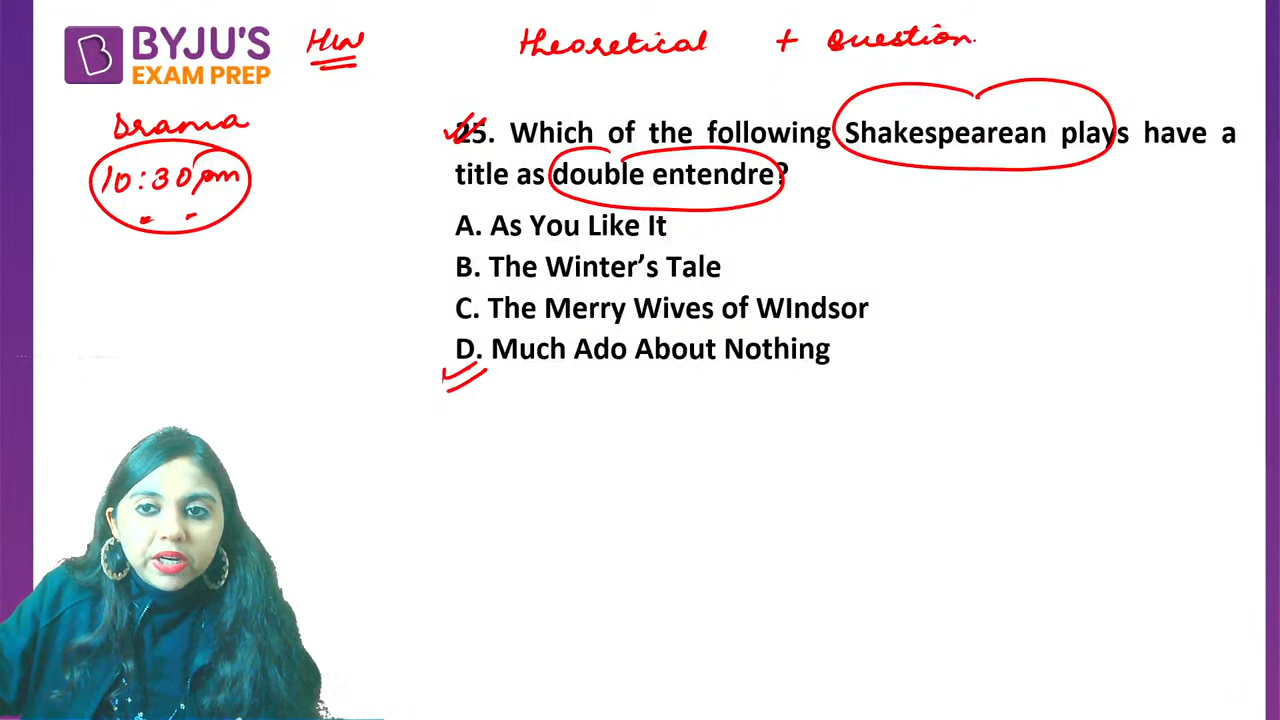 BYJU'S
EXAM PREP
HW
theoretical + Question.
Drama
10:30pm
25. Which of the following Shakespearean plays have a
title as double entendre?
A. As You Like It
B. The Winter’s Tale
C. The Merry Wives of WIndsor
D. Much Ado About Nothing